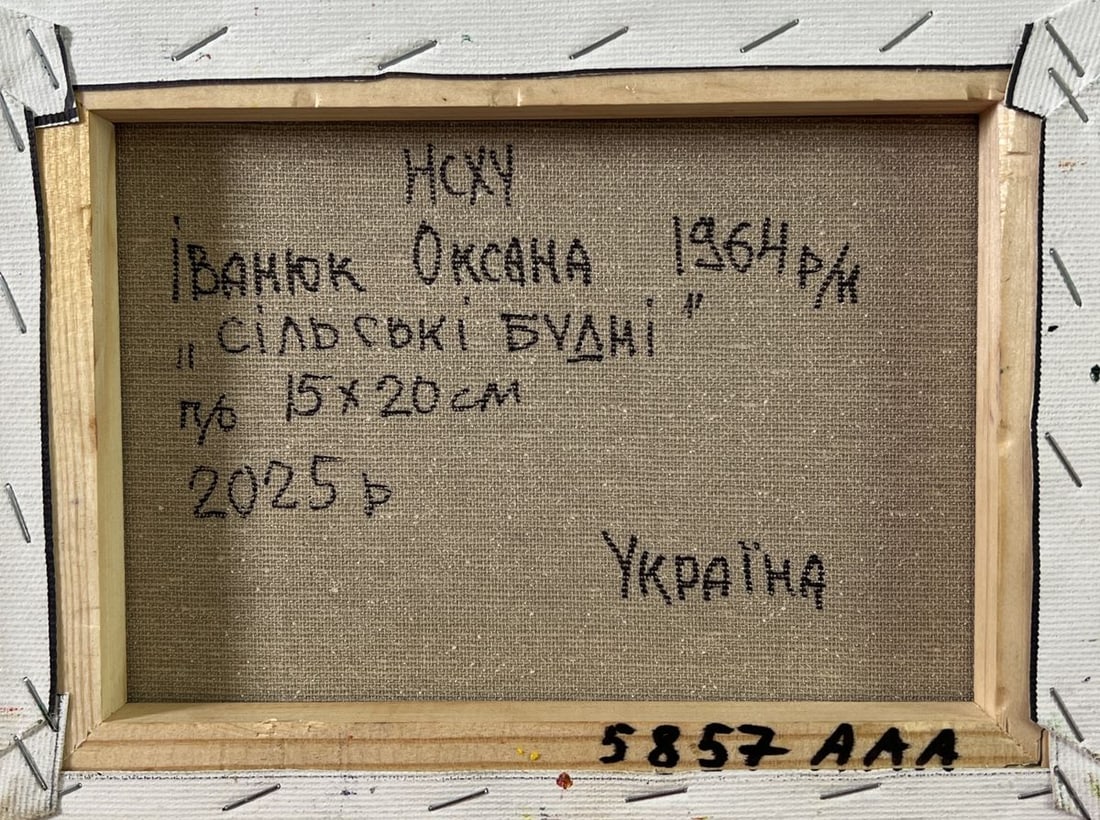 НСХУ
Іванюк Оксана 1964 р/н
„Сільські будні"
п/о 15х20 см
2025 р
Україна
5857 ААА